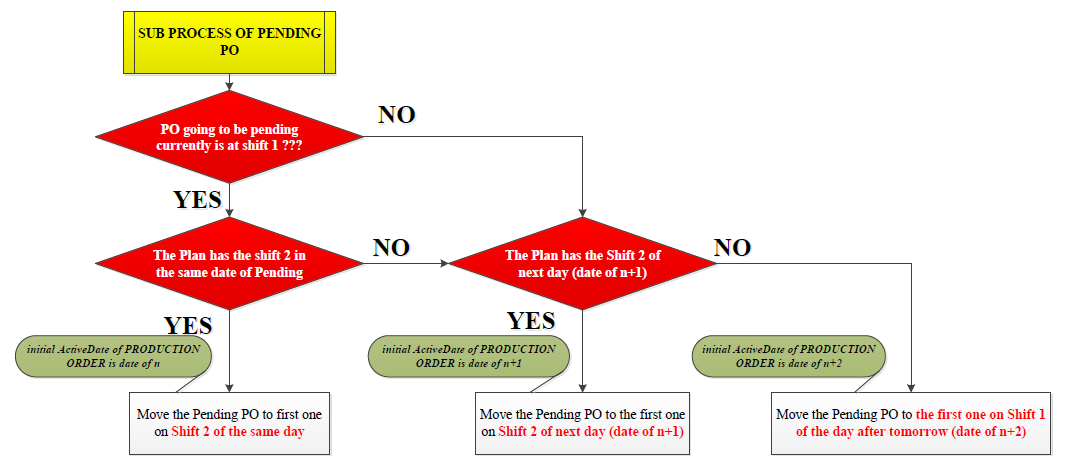 SUB PROCESS OF PENDING
PO
NO
PO going to be pending
currently is at shift 1 ???
YES
The Plan has the shift 2 in
the same date of Pending
NO
The Plan has the Shift 2 of
next day (date of n+1)
NO
YES
YES
initial ActiveDate of PRODUCTION
ORDER is date of n
initial ActiveDate of PRODUCTION
ORDER is date of n+1
initial ActiveDate of PRODUCTION
ORDER is date of n+2
Move the Pending PO to first one
on Shift 2 of the same day
Move the Pending PO to the first one
on Shift 2 of next day (date of n+1)
Move the Pending PO to the first one on Shift 1
of the day after tomorrow (date of n+2)